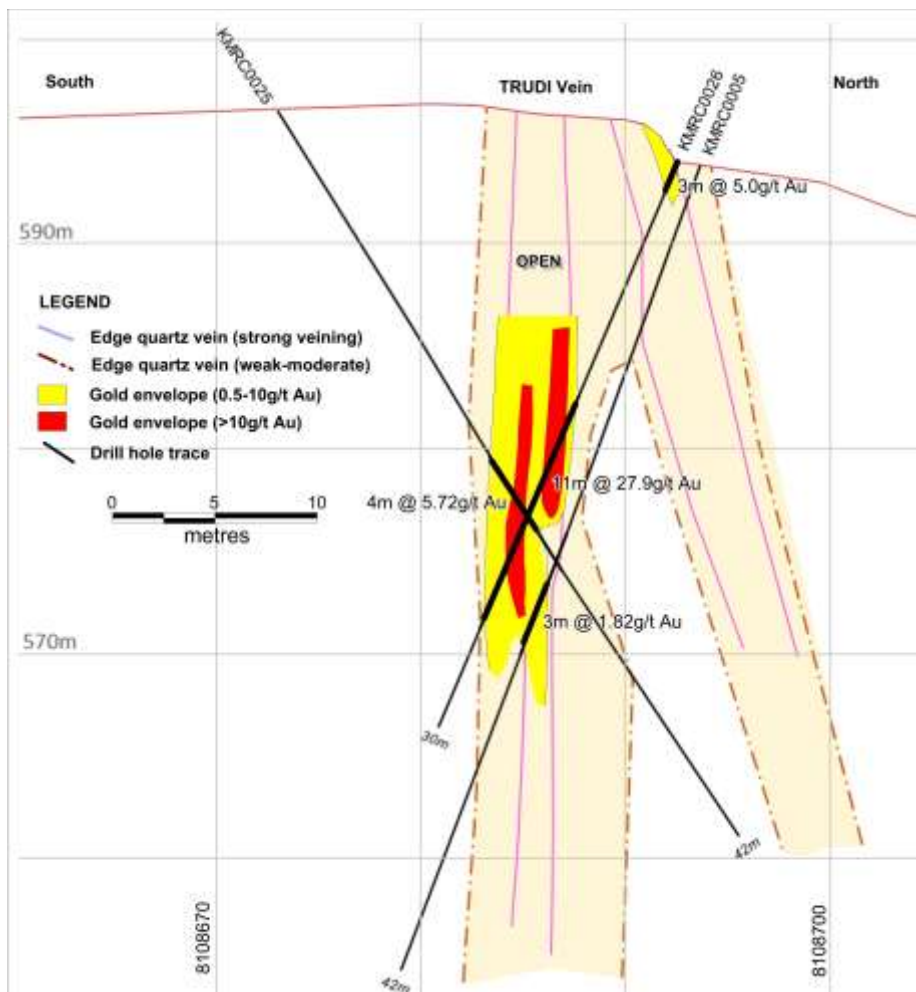 KMRC0025
South
TRUDI Vein
KMRC0026
KMRC0005
North
3m @ 5.0g/t Au
590m
OPEN
LEGEND
Edge quartz vein (strong veining)
Edge quartz vein (weak-moderate)
Gold envelope (0.5-10g/t Au)
Gold envelope (>10g/t Au)
Drill hole trace
0 5 10
metres
4m @ 5.72g/t Au
11m @ 27.9g/t Au
3m @ 1.82g/t Au
570m
30m
42m
42m
8108670
8108700